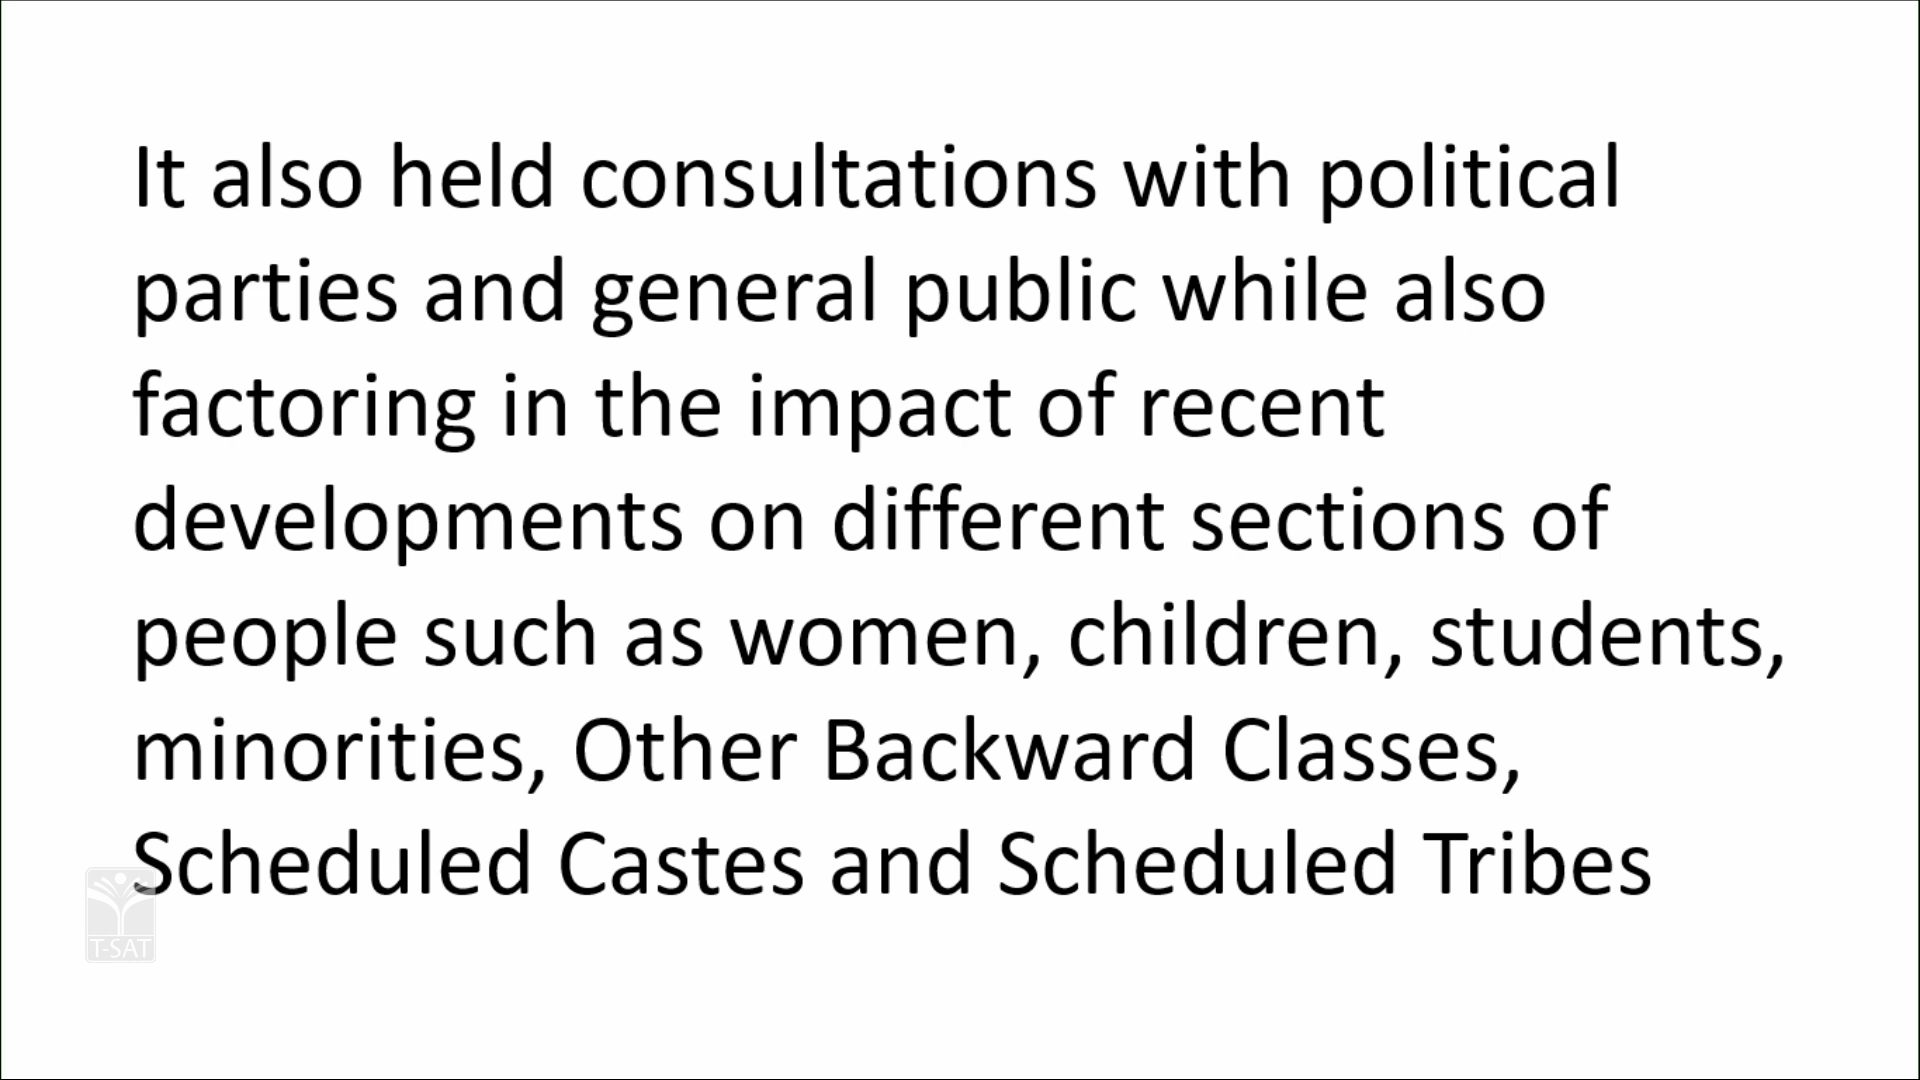 It also held consultations with political
parties and general public while also
factoring in the impact of recent
developments on different sections of
people such as women, children, students,
minorities, Other Backward Classes,
Scheduled Castes and Scheduled Tribes
T-SAT